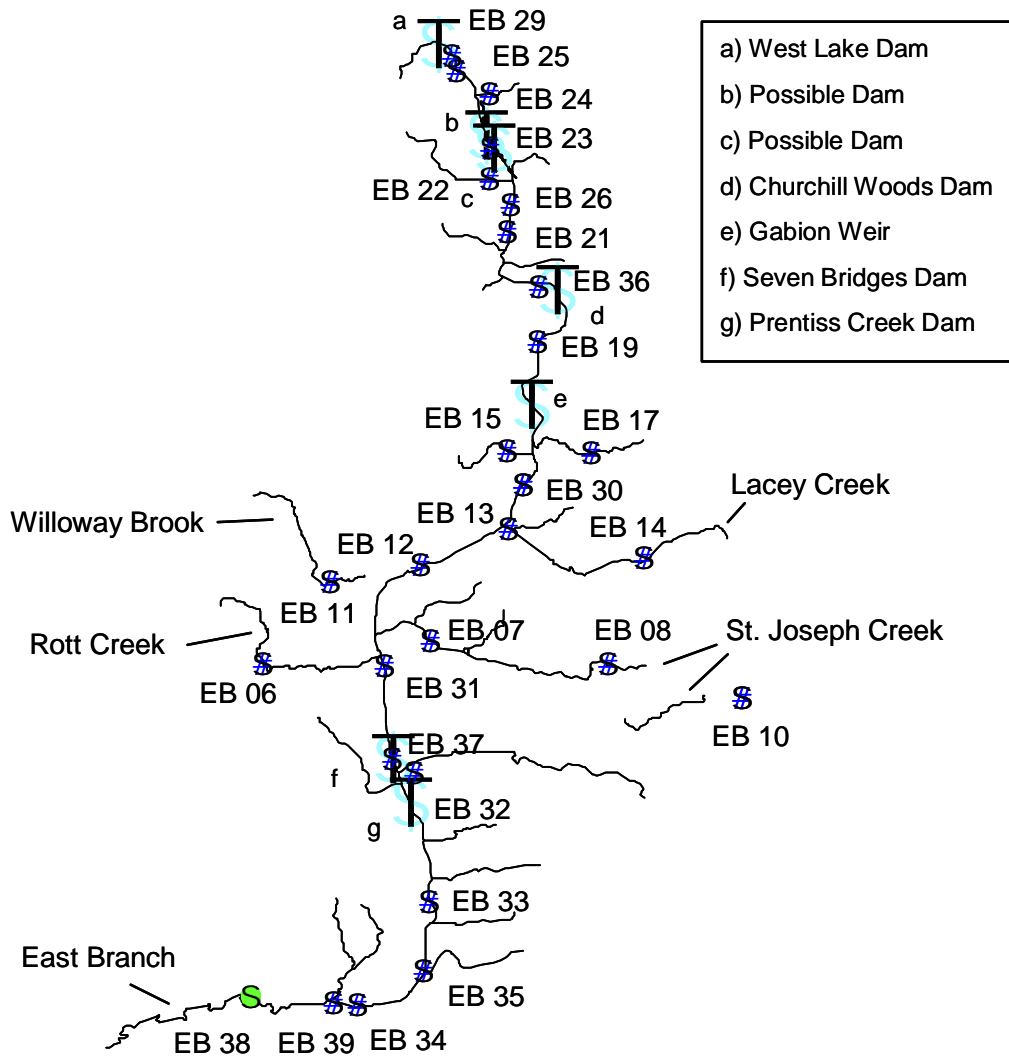 a
EB 29
EB 25
EB 24
b
EB 23
EB 22
c
EB 26
EB 21
EB 36
d
EB 19
e
EB 15
EB 17
EB 30
Lacey Creek
Willoway Brook
EB 13
EB 14
EB 12
EB 11
EB 07
EB 08
St. Joseph Creek
Rott Creek
EB 06
EB 31
EB 10
EB 37
f
EB 32
g
EB 33
East Branch
EB 35
EB 38
EB 39
EB 34
a) West Lake Dam
b) Possible Dam
c) Possible Dam
d) Churchill Woods Dam
e) Gabion Weir
f) Seven Bridges Dam
g) Prentiss Creek Dam